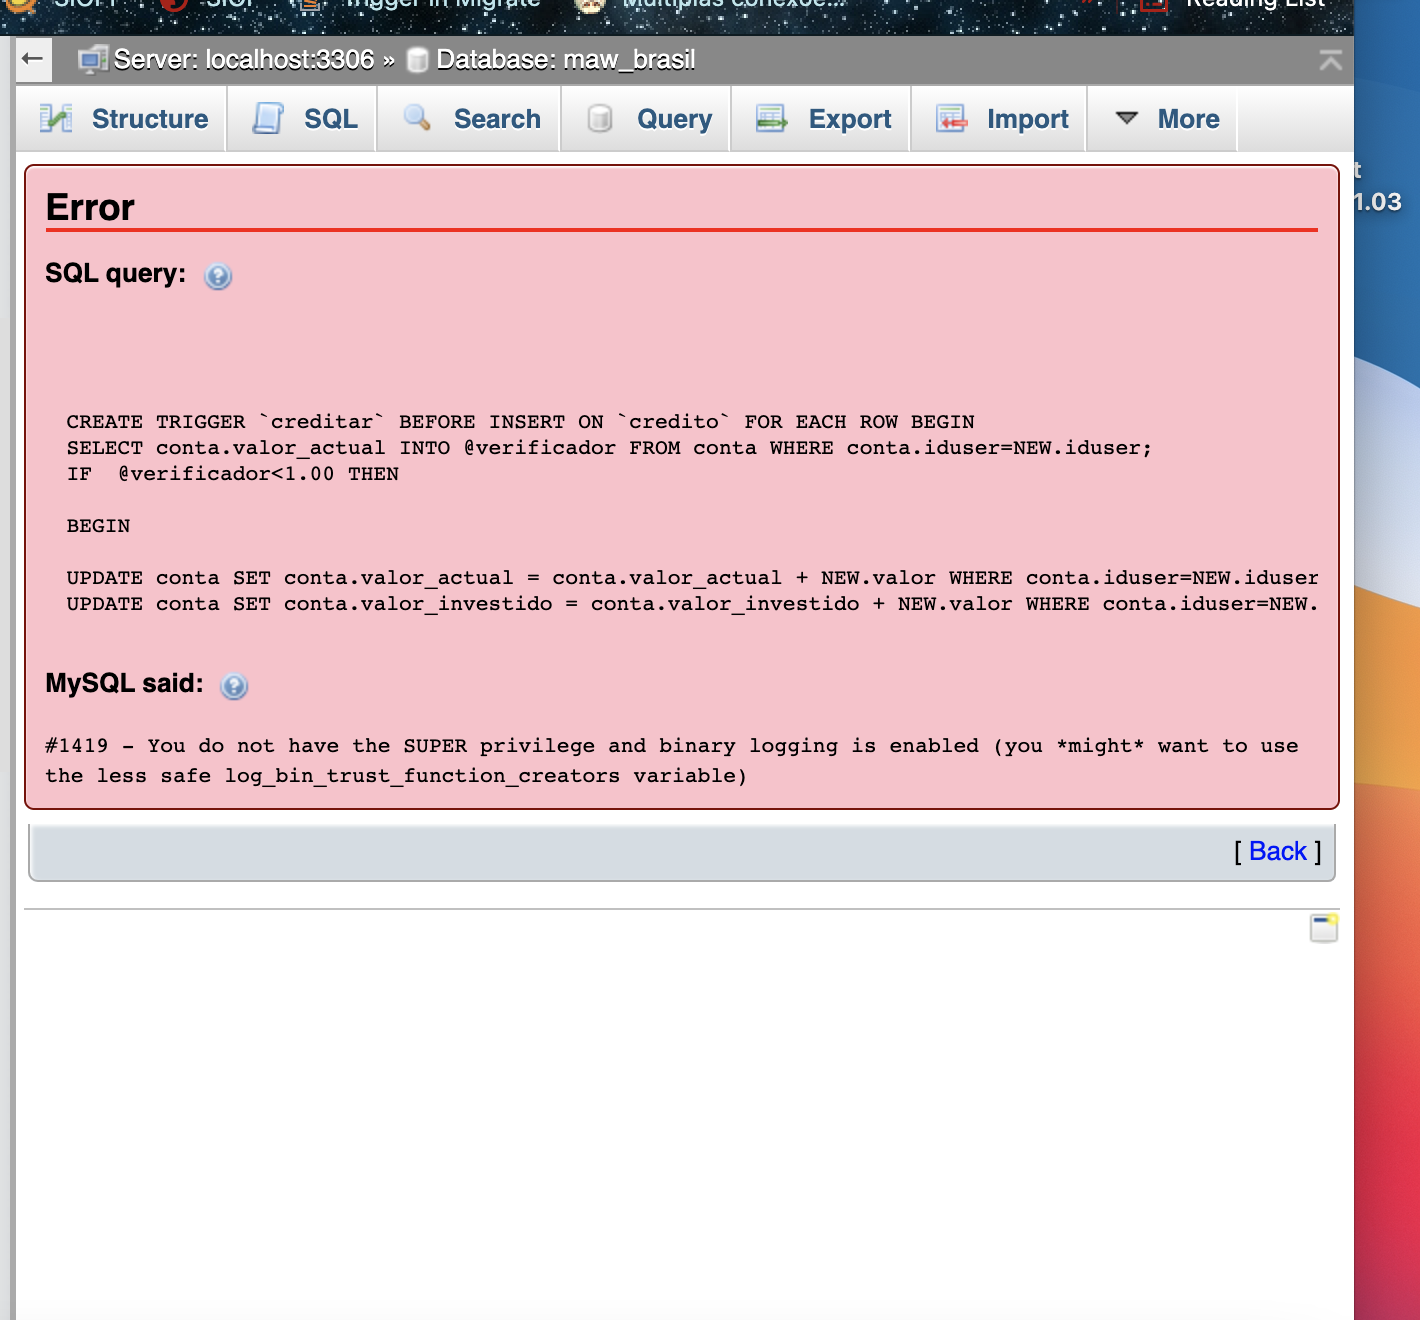 SIOPI SIOP Trigger in Migrate Multiplas conexoe... » Reading List
Server: localhost:3306 » Database: maw_brasil
Structure SQL Search Query Export Import More
t
1.03
Error
SQL query:
CREATE TRIGGER `creditar` BEFORE INSERT ON `credito` FOR EACH ROW BEGIN
SELECT conta.valor_actual INTO @verificador FROM conta WHERE conta.iduser=NEW.iduser;
IF  @verificador<1.00 THEN
BEGIN
UPDATE conta SET conta.valor_actual = conta.valor_actual + NEW.valor WHERE conta.iduser=NEW.iduser
UPDATE conta SET conta.valor_investido = conta.valor_investido + NEW.valor WHERE conta.iduser=NEW.
MySQL said:
#1419 - You do not have the SUPER privilege and binary logging is enabled (you *might* want to use
the less safe log_bin_trust_function_creators variable)
[ Back ]